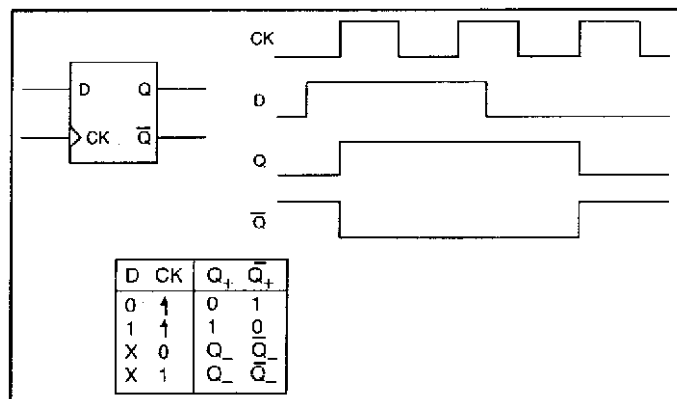 D Q
CK Q̅
CK
D
Q
Q̅
D CK Q₊ Q̅₊
0 ↑ 0 1
1 ↑ 1 0
X 0 Q₋ Q̅₋
X 1 Q₋ Q̅₋